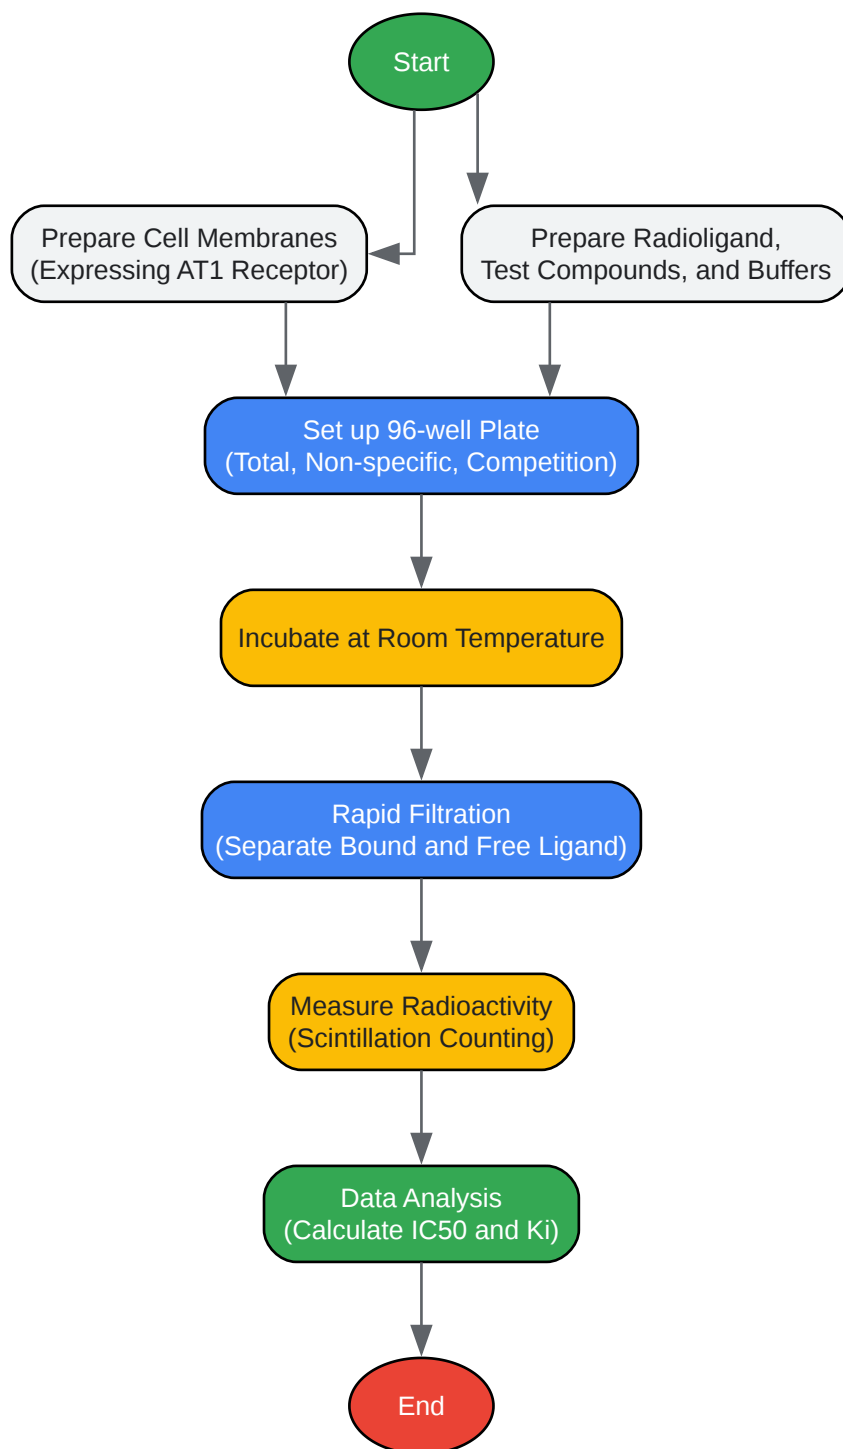 Start
Prepare Cell Membranes
(Expressing AT1 Receptor)
Prepare Radioligand,
Test Compounds, and Buffers
Set up 96-well Plate
(Total, Non-specific, Competition)
Incubate at Room Temperature
Rapid Filtration
(Separate Bound and Free Ligand)
Measure Radioactivity
(Scintillation Counting)
Data Analysis
(Calculate IC50 and Ki)
End